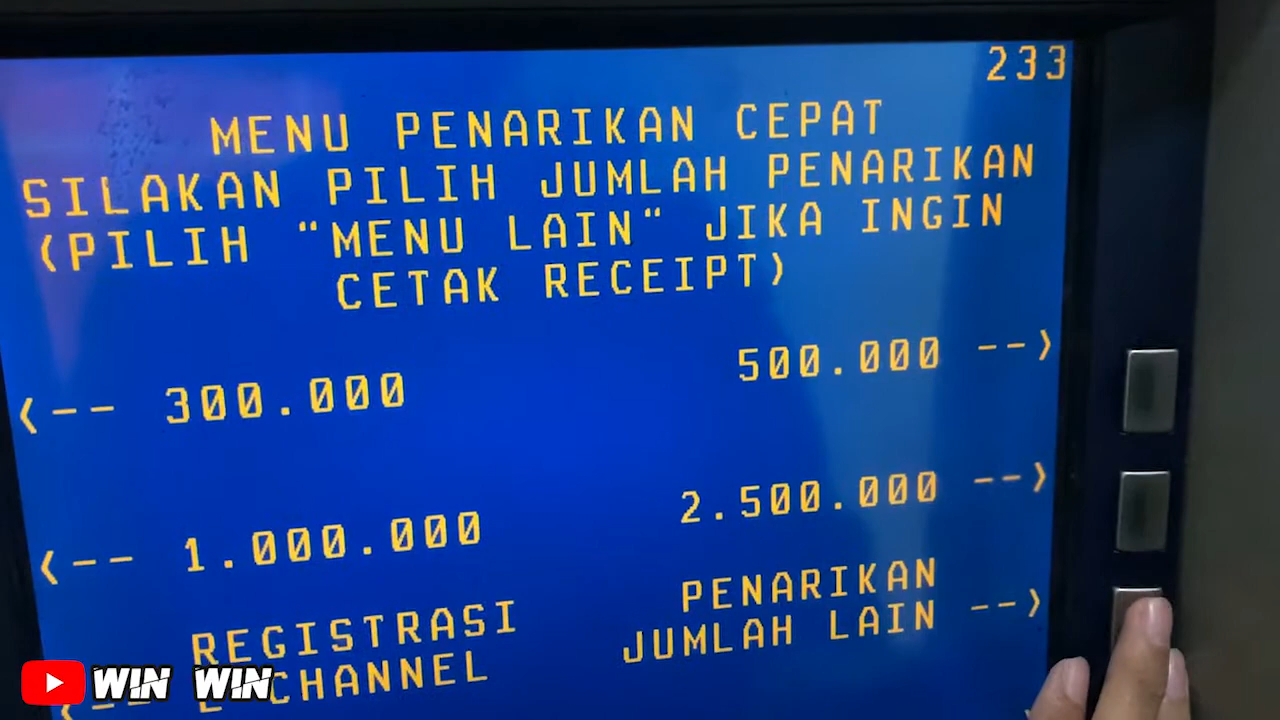 233
MENU PENARIKAN CEPAT
SILAKAN PILIH JUMLAH PENARIKAN
(PILIH "MENU LAIN" JIKA INGIN
CETAK RECEIPT)
<-- 300.000
500.000 -->
<-- 1.000.000
2.500.000 -->
REGISTRASI
CHANNEL
PENARIKAN
JUMLAH LAIN -->
WIN WIN